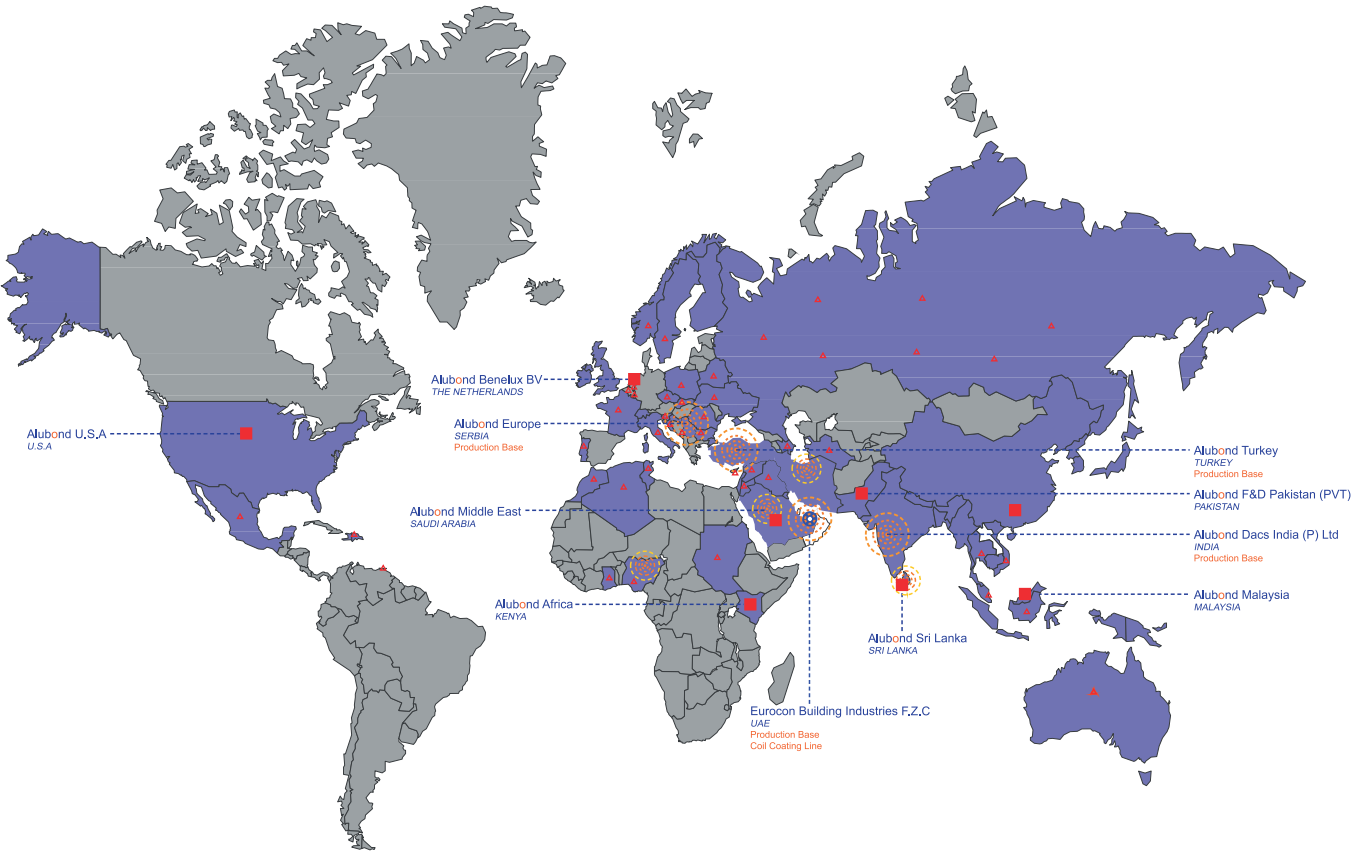 Alubond U.S.A
U.S.A
Alubond Benelux BV
THE NETHERLANDS
Alubond Europe
SERBIA
Production Base
Alubond Middle East
SAUDI ARABIA
Alubond Africa
KENYA
Eurocon Building Industries F.Z.C
UAE
Production Base
Coil Coating Line
Alubond Sri Lanka
SRI LANKA
Alubond Turkey
TURKEY
Production Base
Alubond F&D Pakistan (PVT)
PAKISTAN
Alubond Dacs India (P) Ltd
INDIA
Production Base
Alubond Malaysia
MALAYSIA